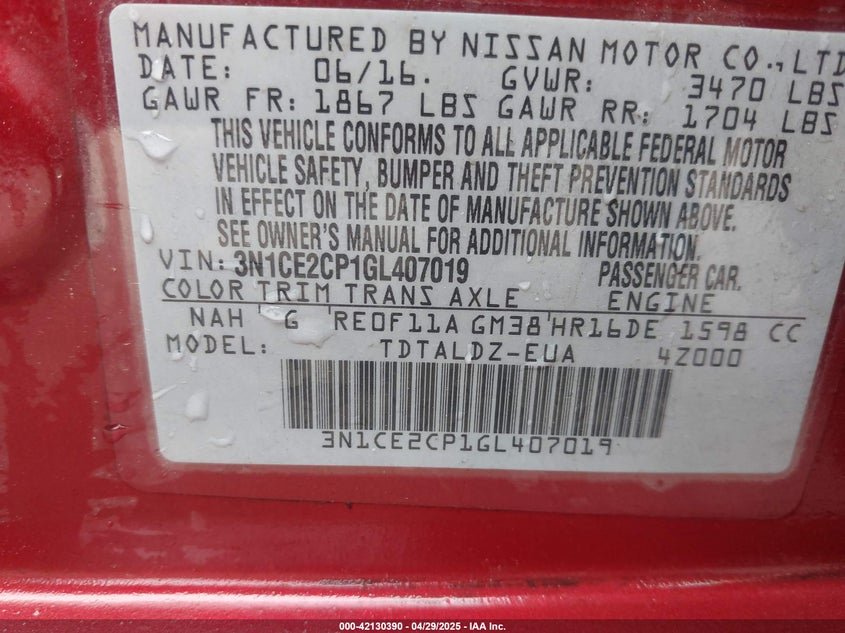 MANUFACTURED BY NISSAN MOTOR CO., LTD
DATE: 06/16. GVWR: 3470 LBS
GAWR FR: 1867 LBS GAWR RR: 1704 LBS
THIS VEHICLE CONFORMS TO ALL APPLICABLE FEDERAL MOTOR
VEHICLE SAFETY, BUMPER AND THEFT PREVENTION STANDARDS
IN EFFECT ON THE DATE OF MANUFACTURE SHOWN ABOVE.
SEE OWNER'S MANUAL FOR ADDITIONAL INFORMATION.
VIN: 3N1CE2CP1GL407019 PASSENGER CAR.
COLOR TRIM TRANS AXLE ENGINE
NAH G RE0F11A GM38 HR16DE 1598 CC
MODEL: TDTALDZ-EUA 4Z000
3N1CE2CP1GL407019
000-42130390 - 04/29/2025 - IAA Inc.